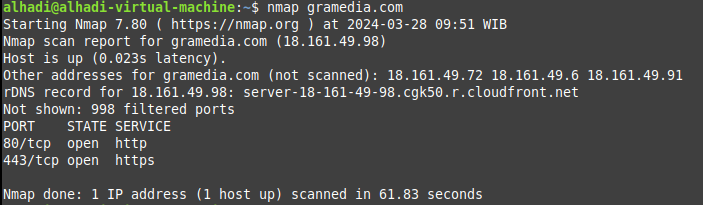 alhadi@alhadi-virtual-machine:~$ nmap gramedia.com
Starting Nmap 7.80 ( https://nmap.org ) at 2024-03-28 09:51 WIB
Nmap scan report for gramedia.com (18.161.49.98)
Host is up (0.023s latency).
Other addresses for gramedia.com (not scanned): 18.161.49.72 18.161.49.6 18.161.49.91
rDNS record for 18.161.49.98: server-18-161-49-98.cgk50.r.cloudfront.net
Not shown: 998 filtered ports
PORT    STATE SERVICE
80/tcp  open  http
443/tcp open  https
Nmap done: 1 IP address (1 host up) scanned in 61.83 seconds